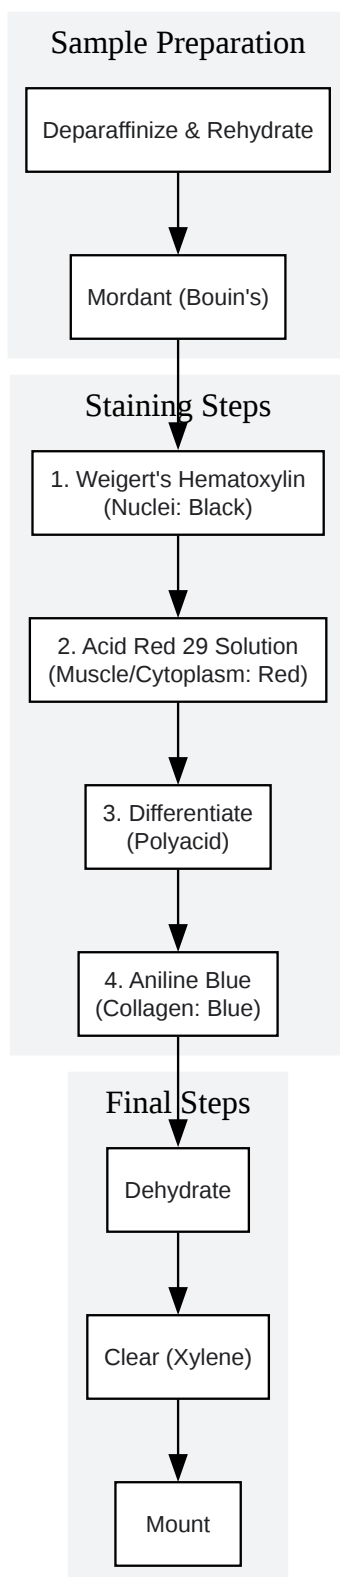 Sample Preparation
Deparaffinize & Rehydrate
Mordant (Bouin's)
Staining Steps
1. Weigert's Hematoxylin
(Nuclei: Black)
2. Acid Red 29 Solution
(Muscle/Cytoplasm: Red)
3. Differentiate
(Polyacid)
4. Aniline Blue
(Collagen: Blue)
Final Steps
Dehydrate
Clear (Xylene)
Mount